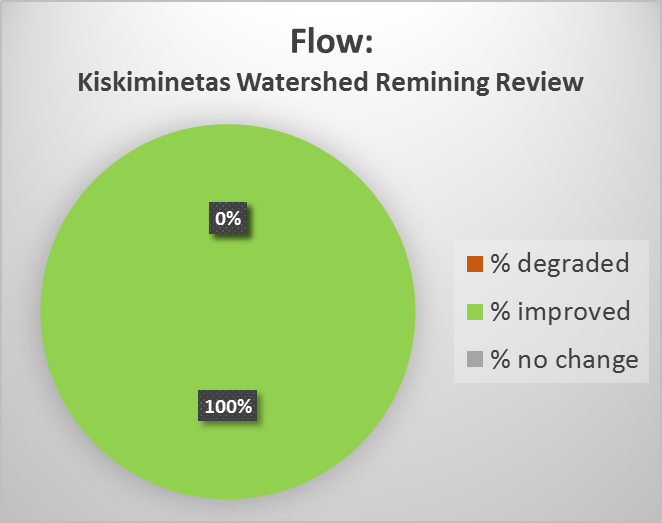 Flow:
Kiskiminetas Watershed Remining Review
0%
100%
% degraded
% improved
% no change